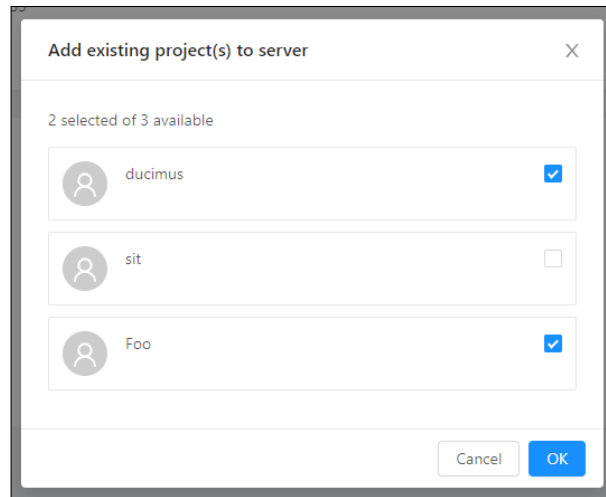 Add existing project(s) to server
2 selected of 3 available
ducimus
sit
Foo
Cancel
OK